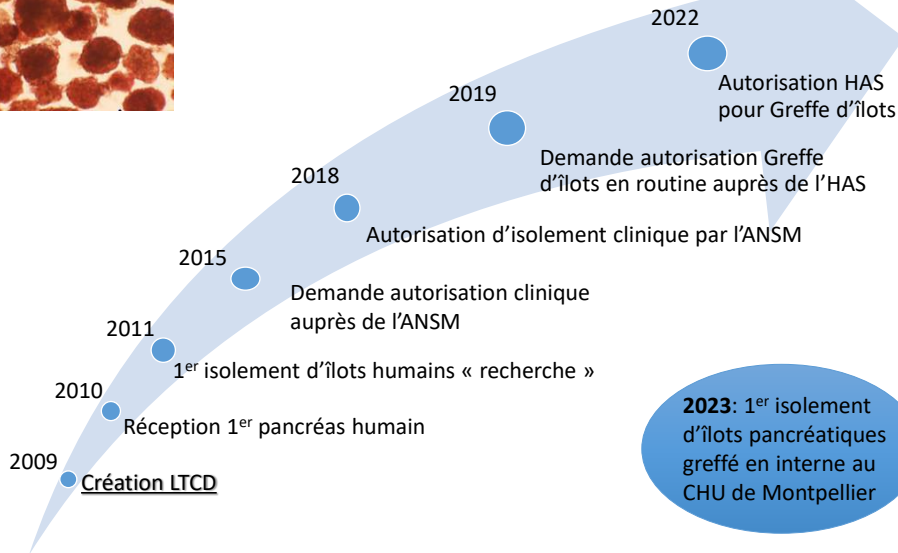 2022
Autorisation HAS
pour Greffe d’îlots
2019
Demande autorisation Greffe
d’îlots en routine auprès de l’HAS
2018
Autorisation d’isolement clinique par l’ANSM
2015
Demande autorisation clinique
auprès de l’ANSM
2011
1er isolement d’îlots humains « recherche »
2010
Réception 1er pancréas humain
2009
Création LTCD
2023: 1er isolement
d’îlots pancréatiques
greffé en interne au
CHU de Montpellier